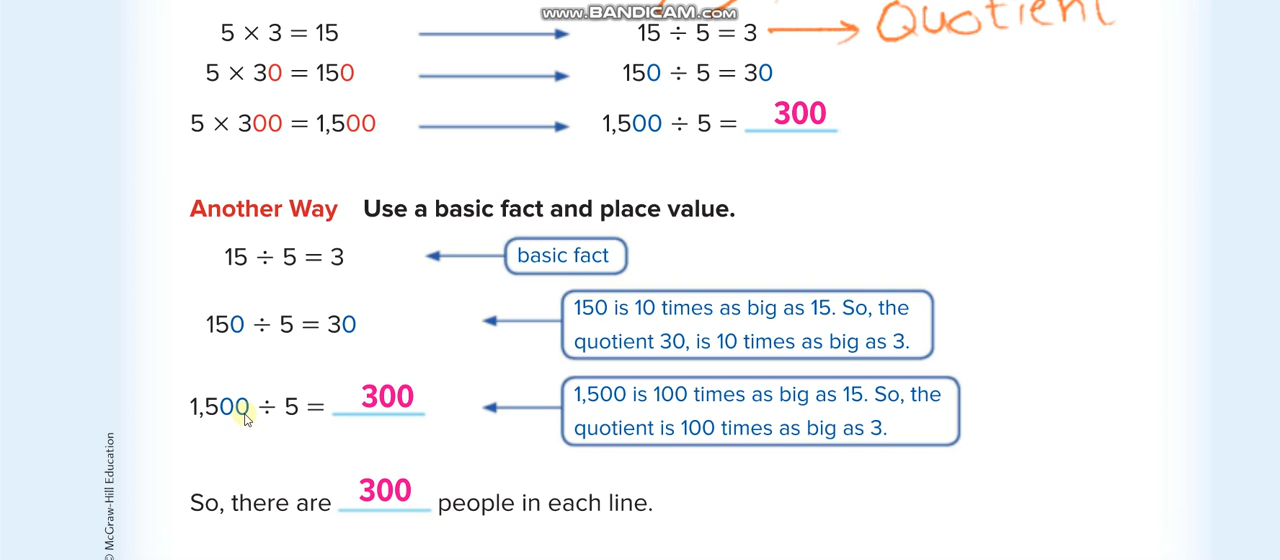 www.BANDICAM.com
Quotient
5 × 3 = 15 15 ÷ 5 = 3
5 × 30 = 150 150 ÷ 5 = 30
5 × 300 = 1,500 1,500 ÷ 5 = 300
Another Way Use a basic fact and place value.
15 ÷ 5 = 3 basic fact
150 ÷ 5 = 30
150 is 10 times as big as 15. So, the
quotient 30, is 10 times as big as 3.
1,500 ÷ 5 = 300
1,500 is 100 times as big as 15. So, the
quotient is 100 times as big as 3.
So, there are 300 people in each line.
© McGraw-Hill Education